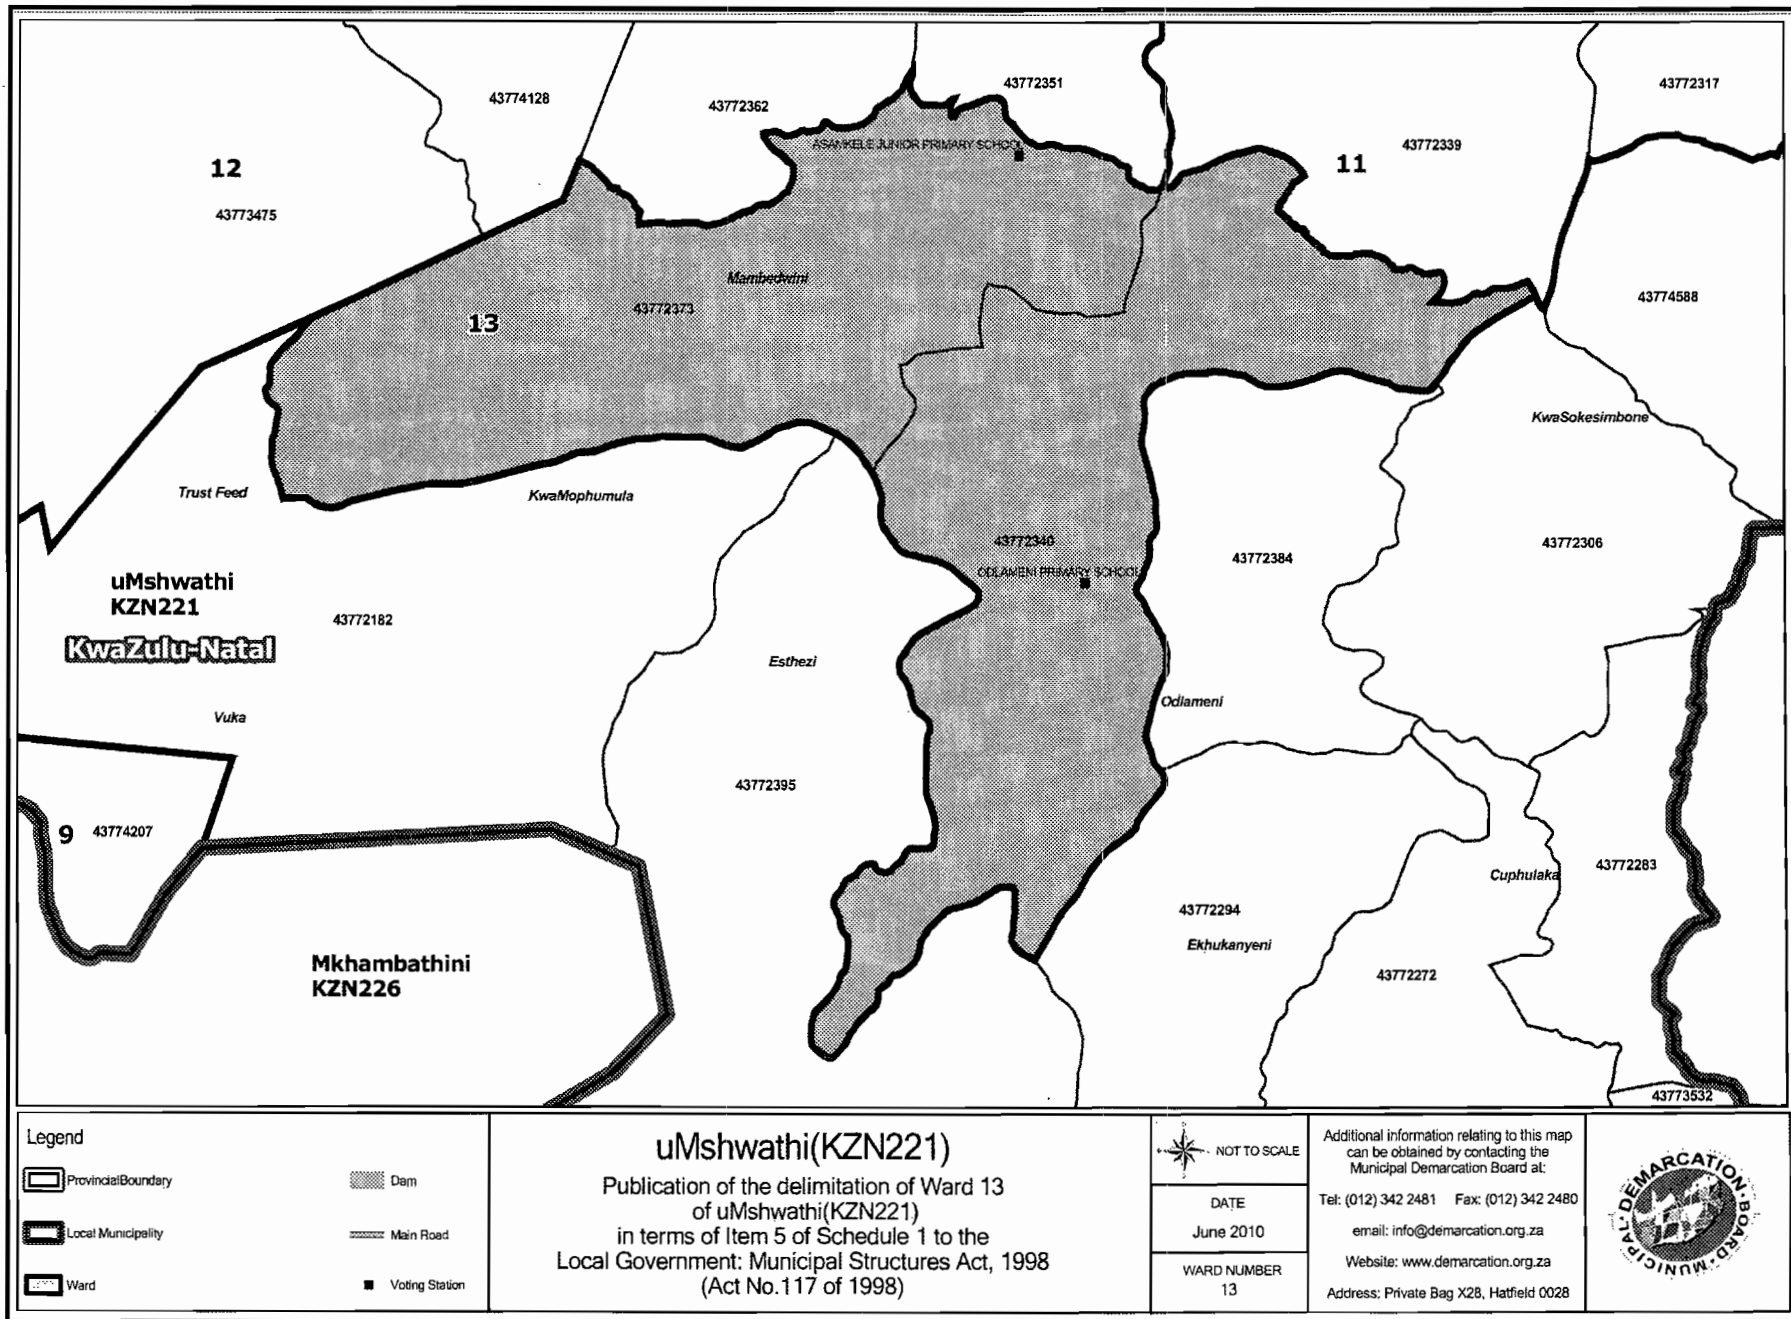 43774128
43772362
43772351
43772317
12
43773475
ASAMKELE JUNIOR PRIMARY SCHOOL
43772339
11
Mambedwini
43772373
13
43774588
KwaSokesimbone
Trust Feed
KwaMophumula
43772340
43772384
43772306
ODLAMENI PRIMARY SCHOOL
uMshwathi
KZN221
43772182
KwaZulu-Natal
Esthezi
Vuka
Odlameni
43772395
9
43774207
43772283
Cuphulaka
43772294
Ekhukanyeni
43772272
Mkhambathini
KZN226
43773532
Legend
ProvincialBoundary
Local Municipality
Ward
Dam
Main Road
Voting Station
uMshwathi(KZN221)
Publication of the delimitation of Ward 13
of uMshwathi(KZN221)
in terms of Item 5 of Schedule 1 to the
Local Government: Municipal Structures Act, 1998
(Act No.117 of 1998)
NOT TO SCALE
DATE
June 2010
WARD NUMBER
13
Additional information relating to this map
can be obtained by contacting the
Municipal Demarcation Board at:
Tel: (012) 342 2481 Fax: (012) 342 2480
email: info@demarcation.org.za
Website: www.demarcation.org.za
Address: Private Bag X28, Hatfield 0028
MUNICIPAL DEMARCATION BOARD